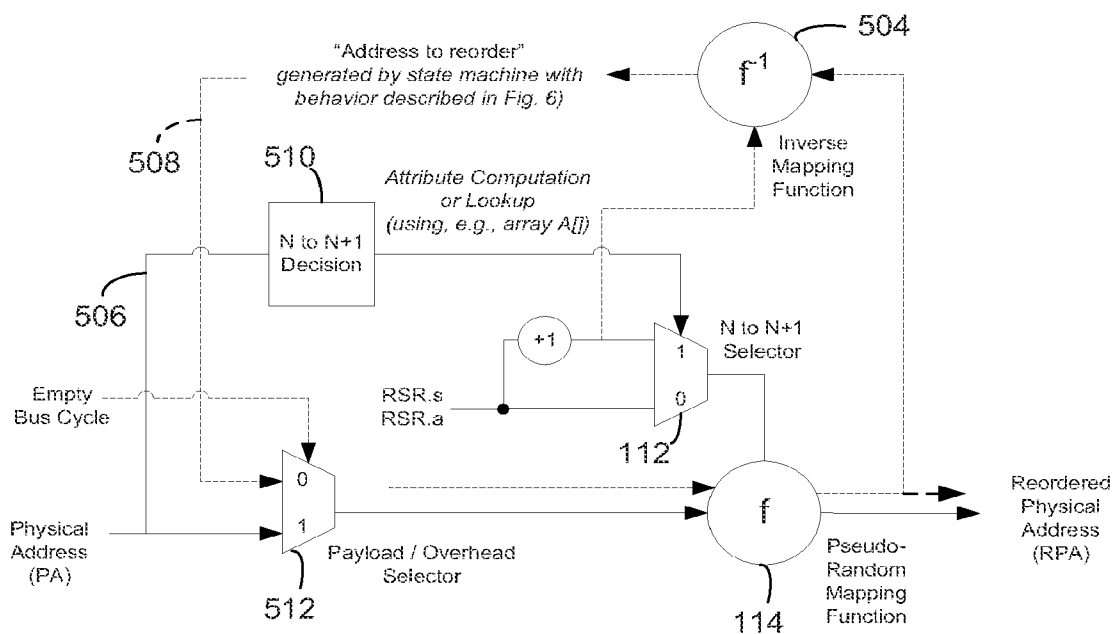 504
"Address to reorder"
generated by state machine with
behavior described in Fig. 6)
f-1
508
510
Attribute Computation
or Lookup
(using, e.g., array A[])
Inverse
Mapping
Function
N to N+1
Decision
506
+1
1
0
N to N+1
Selector
Empty
Bus Cycle
RSR.s
RSR.a
112
0
1
f
Reordered
Physical
Address
(RPA)
Physical
Address
(PA)
Payload / Overhead
Selector
Pseudo-
Random
Mapping
Function
512
114